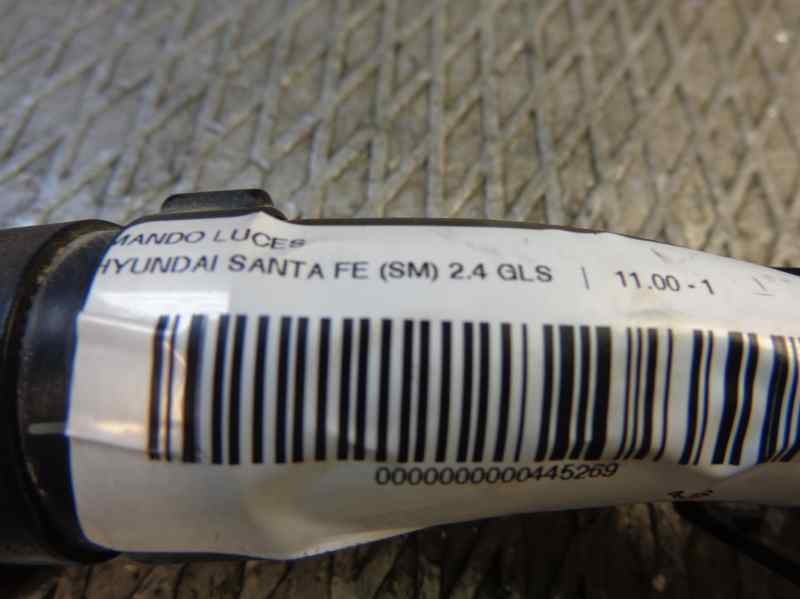 MANDO LUCES
HYUNDAI SANTA FE (SM) 2.4 GLS | 11.00 - 1
0000000000445269